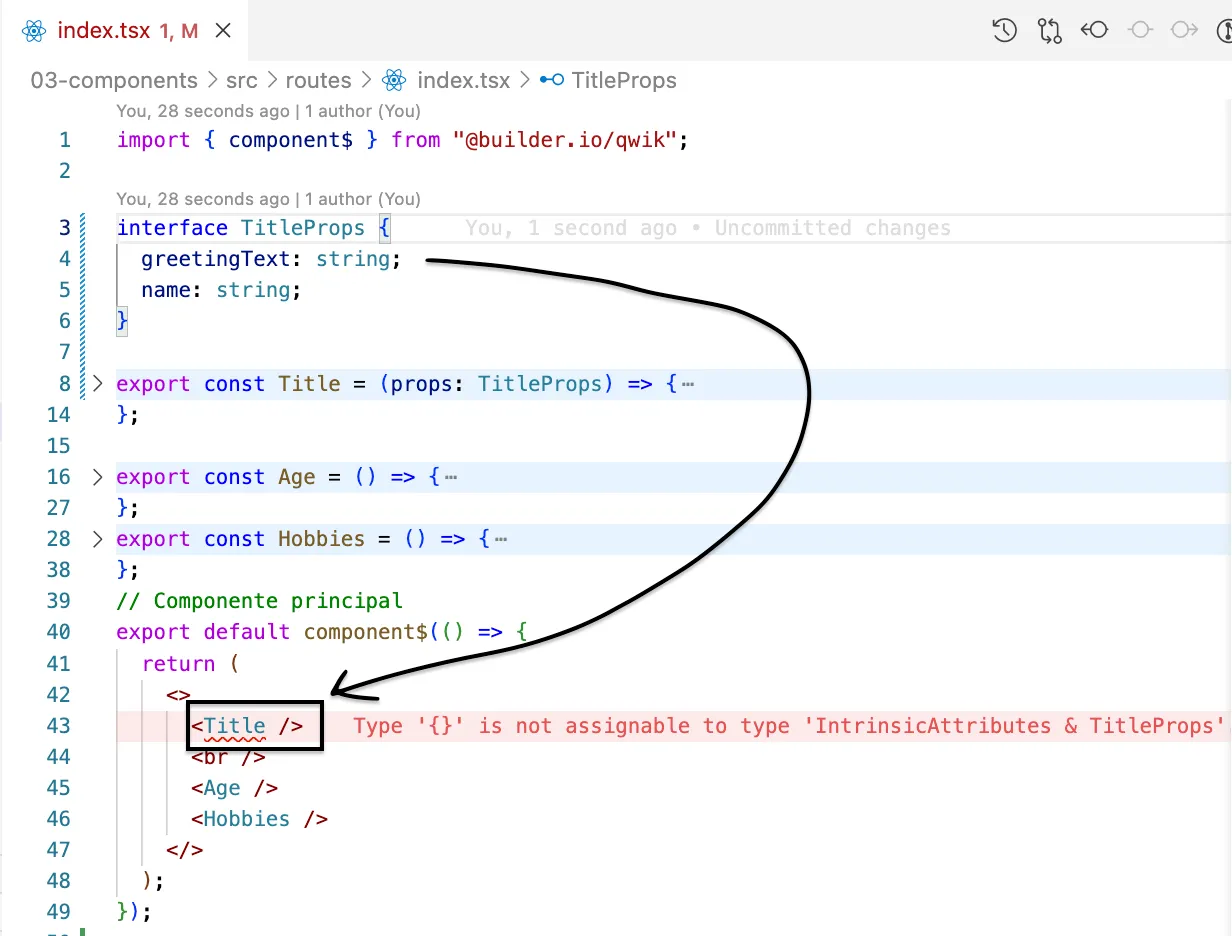 index.tsx 1, M
03-components > src > routes > index.tsx > TitleProps
You, 28 seconds ago | 1 author (You)
1 import { component$ } from "@builder.io/qwik";
2
You, 28 seconds ago | 1 author (You)
3 interface TitleProps { You, 1 second ago • Uncommitted changes
4 greetingText: string;
5 name: string;
6 }
7
8 export const Title = (props: TitleProps) => {…
14 };
15
16 export const Age = () => {…
27 };
28 export const Hobbies = () => {…
38 };
39 // Componente principal
40 export default component$(() => {
41 return (
42 <>
43 <Title /> Type '{}' is not assignable to type 'IntrinsicAttributes & TitleProps'
44 <br />
45 <Age />
46 <Hobbies />
47 </>
48 );
49 });